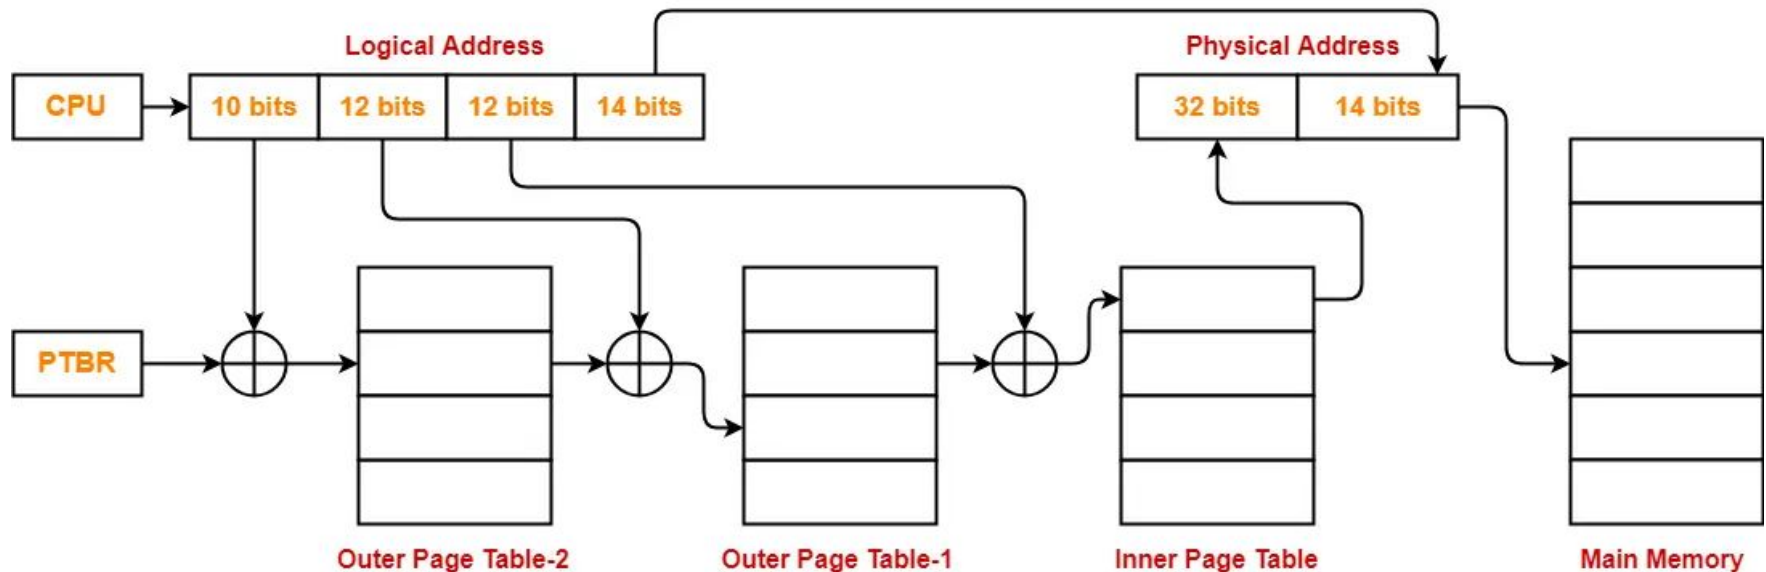 Logical Address
Physical Address
CPU
10 bits
12 bits
12 bits
14 bits
32 bits
14 bits
PTBR
Outer Page Table-2
Outer Page Table-1
Inner Page Table
Main Memory